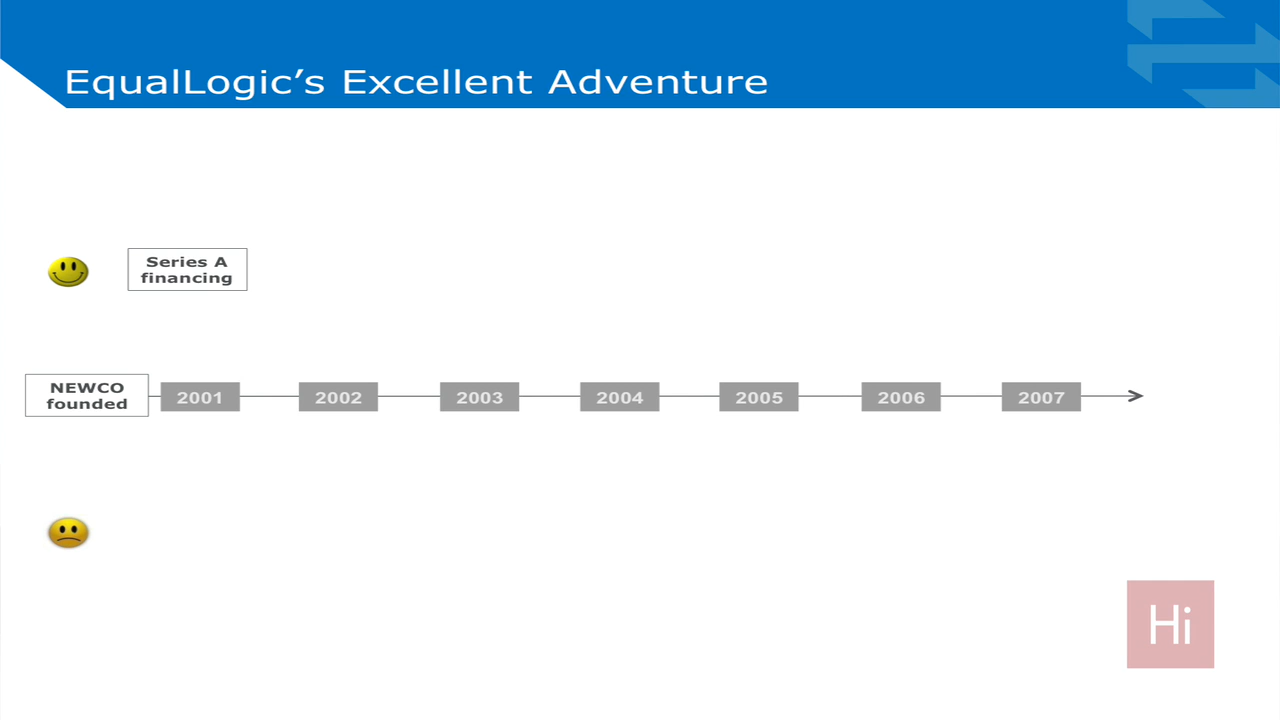 EqualLogic’s Excellent Adventure
Series A
financing
NEWCO
founded
2001
2002
2003
2004
2005
2006
2007
Hi